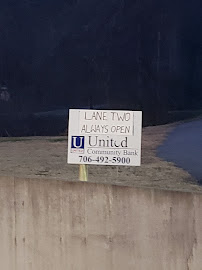 LANE TWO
ALWAYS OPEN
United
Community Bank
706-492-5900